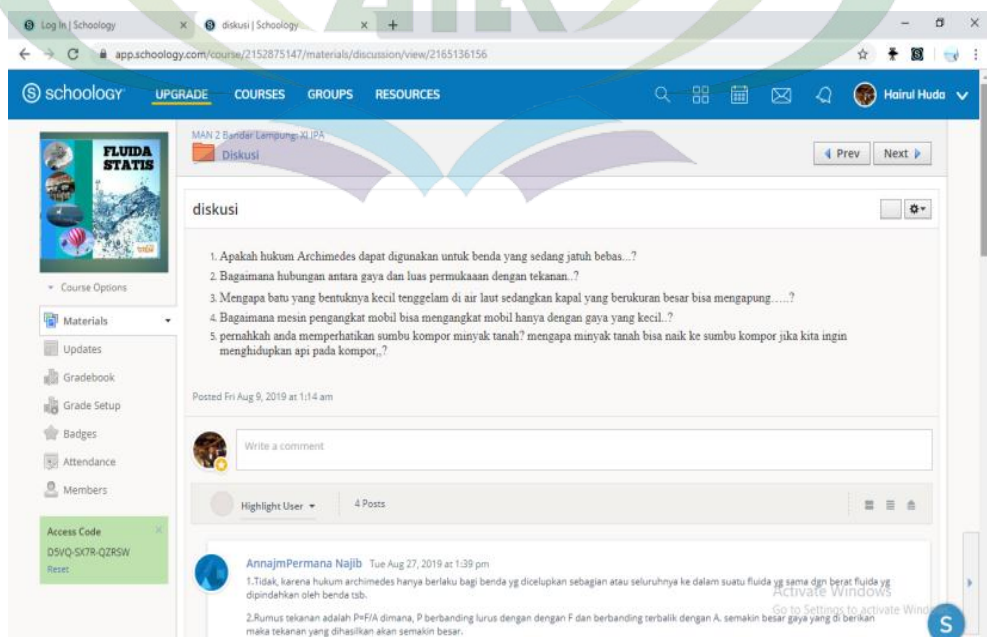 Log In | Schoology
diskusi | Schoology
app.schoology.com/course/2152875147/materials/discussion/view/2165136156
schoology UPGRADE COURSES GROUPS RESOURCES Hairul Huda
FLUIDA
STATIS
MAN 2 Bandar Lampung: XI IPA
Diskusi
Prev Next
diskusi
1. Apakah hukum Archimedes dapat digunakan untuk benda yang sedang jatuh bebas...?
2. Bagaimana hubungan antara gaya dan luas permukaaan dengan tekanan..?
3. Mengapa batu yang bentuknya kecil tenggelam di air laut sedangkan kapal yang berukuran besar bisa mengapung.....?
4. Bagaimana mesin pengangkat mobil bisa mengangkat mobil hanya dengan gaya yang kecil..?
5. pernahkah anda memperhatikan sumbu kompor minyak tanah? mengapa minyak tanah bisa naik ke sumbu kompor jika kita ingin
menghidupkan api pada kompor,,?
Posted Fri Aug 9, 2019 at 1:14 am
Course Options
Materials
Updates
Gradebook
Grade Setup
Badges
Attendance
Members
Access Code
D5VQ-SX7R-QZRSW
Reset
Write a comment
Highlight User 4 Posts
AnnajmPermana Najib Tue Aug 27, 2019 at 1:39 pm
1.Tidak, karena hukum archimedes hanya berlaku bagi benda yg dicelupkan sebagian atau seluruhnya ke dalam suatu fluida yg sama dgn berat fluida yg
dipindahkan oleh benda tsb.
2.Rumus tekanan adalah P=F/A dimana, P berbanding lurus dengan dengan F dan berbanding terbalik dengan A. semakin besar gaya yang di berikan
maka tekanan yang dihasilkan akan semakin besar.
Activate Windows
Go to Settings to activate Wind